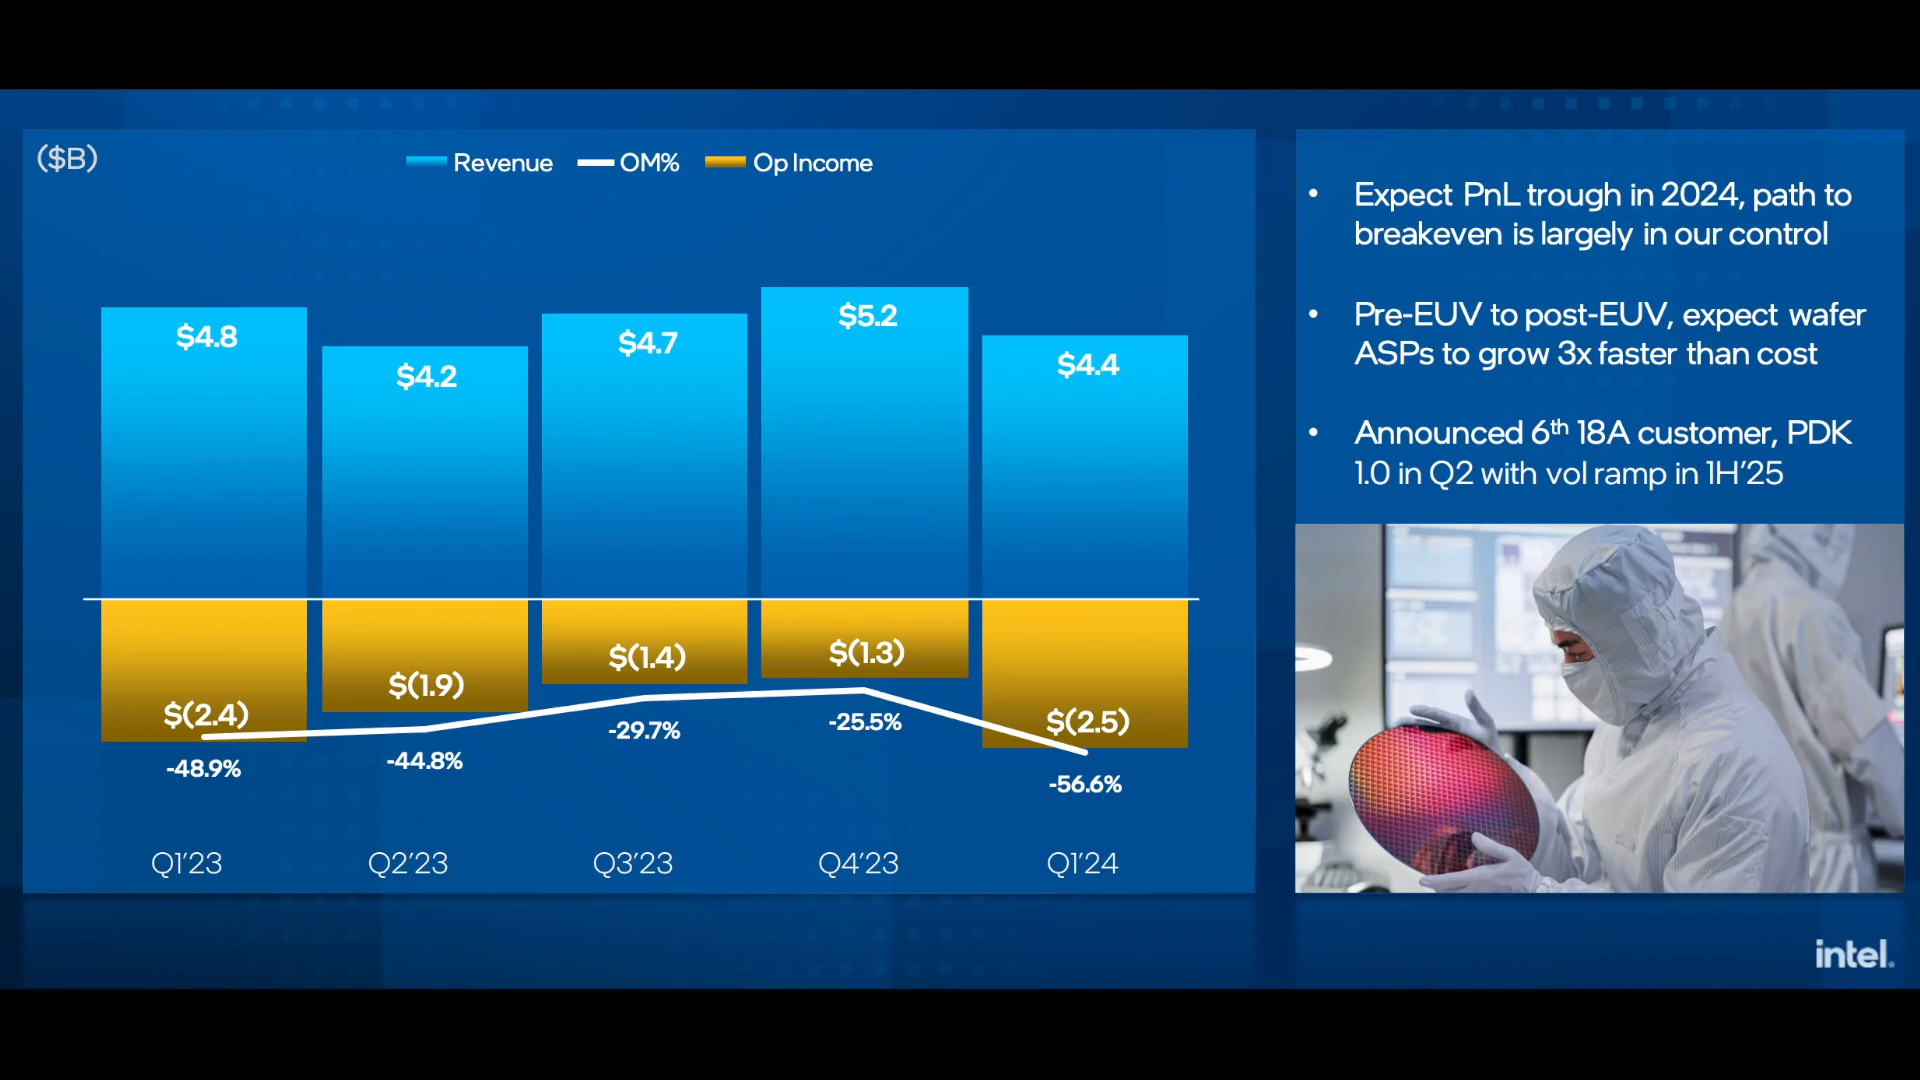 ($B)
Revenue
OM%
Op Income
$4.8
$4.2
$4.7
$5.2
$4.4
$(2.4)
$(1.9)
$(1.4)
$(1.3)
$(2.5)
-48.9%
-44.8%
-29.7%
-25.5%
-56.6%
Q1’23
Q2’23
Q3’23
Q4’23
Q1’24
• Expect PnL trough in 2024, path to
breakeven is largely in our control
• Pre-EUV to post-EUV, expect wafer
ASPs to grow 3x faster than cost
• Announced 6th 18A customer, PDK
1.0 in Q2 with vol ramp in 1H’25
intel.